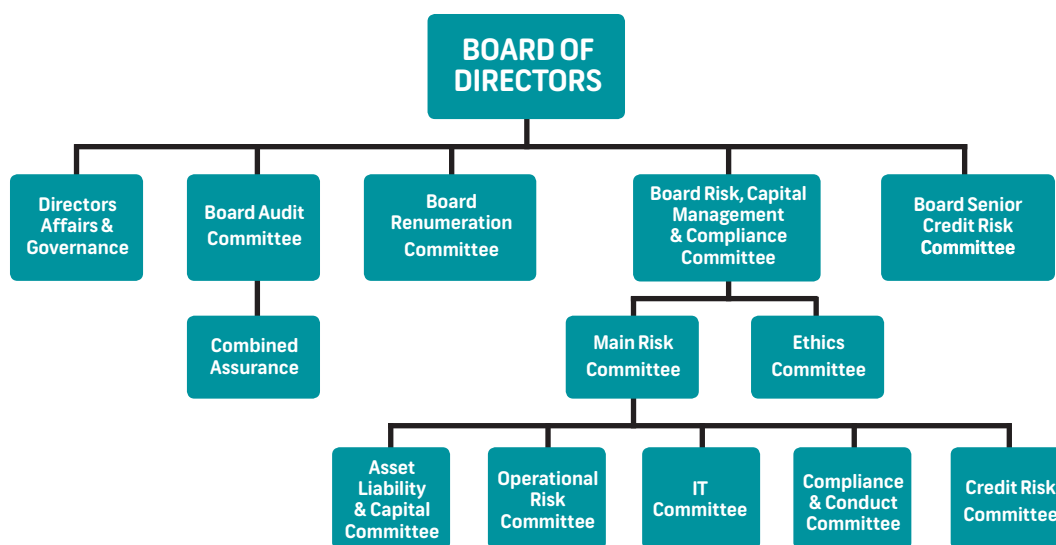 BOARD OF
DIRECTORS
Directors
Affairs &
Governance
Board Audit
Committee
Board
Renumeration
Committee
Board Risk, Capital
Management
& Compliance
Committee
Board Senior
Credit Risk
Committee
Combined
Assurance
Main Risk
Committee
Ethics
Committee
Asset
Liability
& Capital
Committee
Operational
Risk
Committee
IT
Committee
Compliance
& Conduct
Committee
Credit Risk
Committee